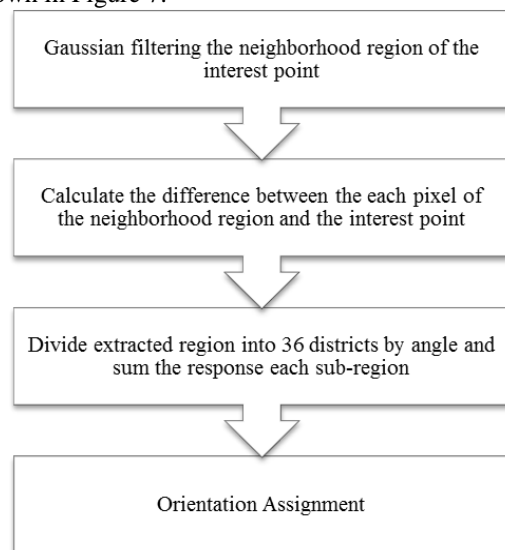 own in Figure 7.
Gaussian filtering the neighborhood region of the
interest point
Calculate the difference between the each pixel of
the neighborhood region and the interest point
Divide extracted region into 36 districts by angle and
sum the response each sub-region
Orientation Assignment